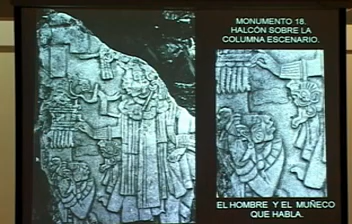 MONUMENTO 18.
HALCÓN SOBRE LA
COLUMNA ESCENARIO.
EL HOMBRE Y EL MUÑECO
QUE HABLA.